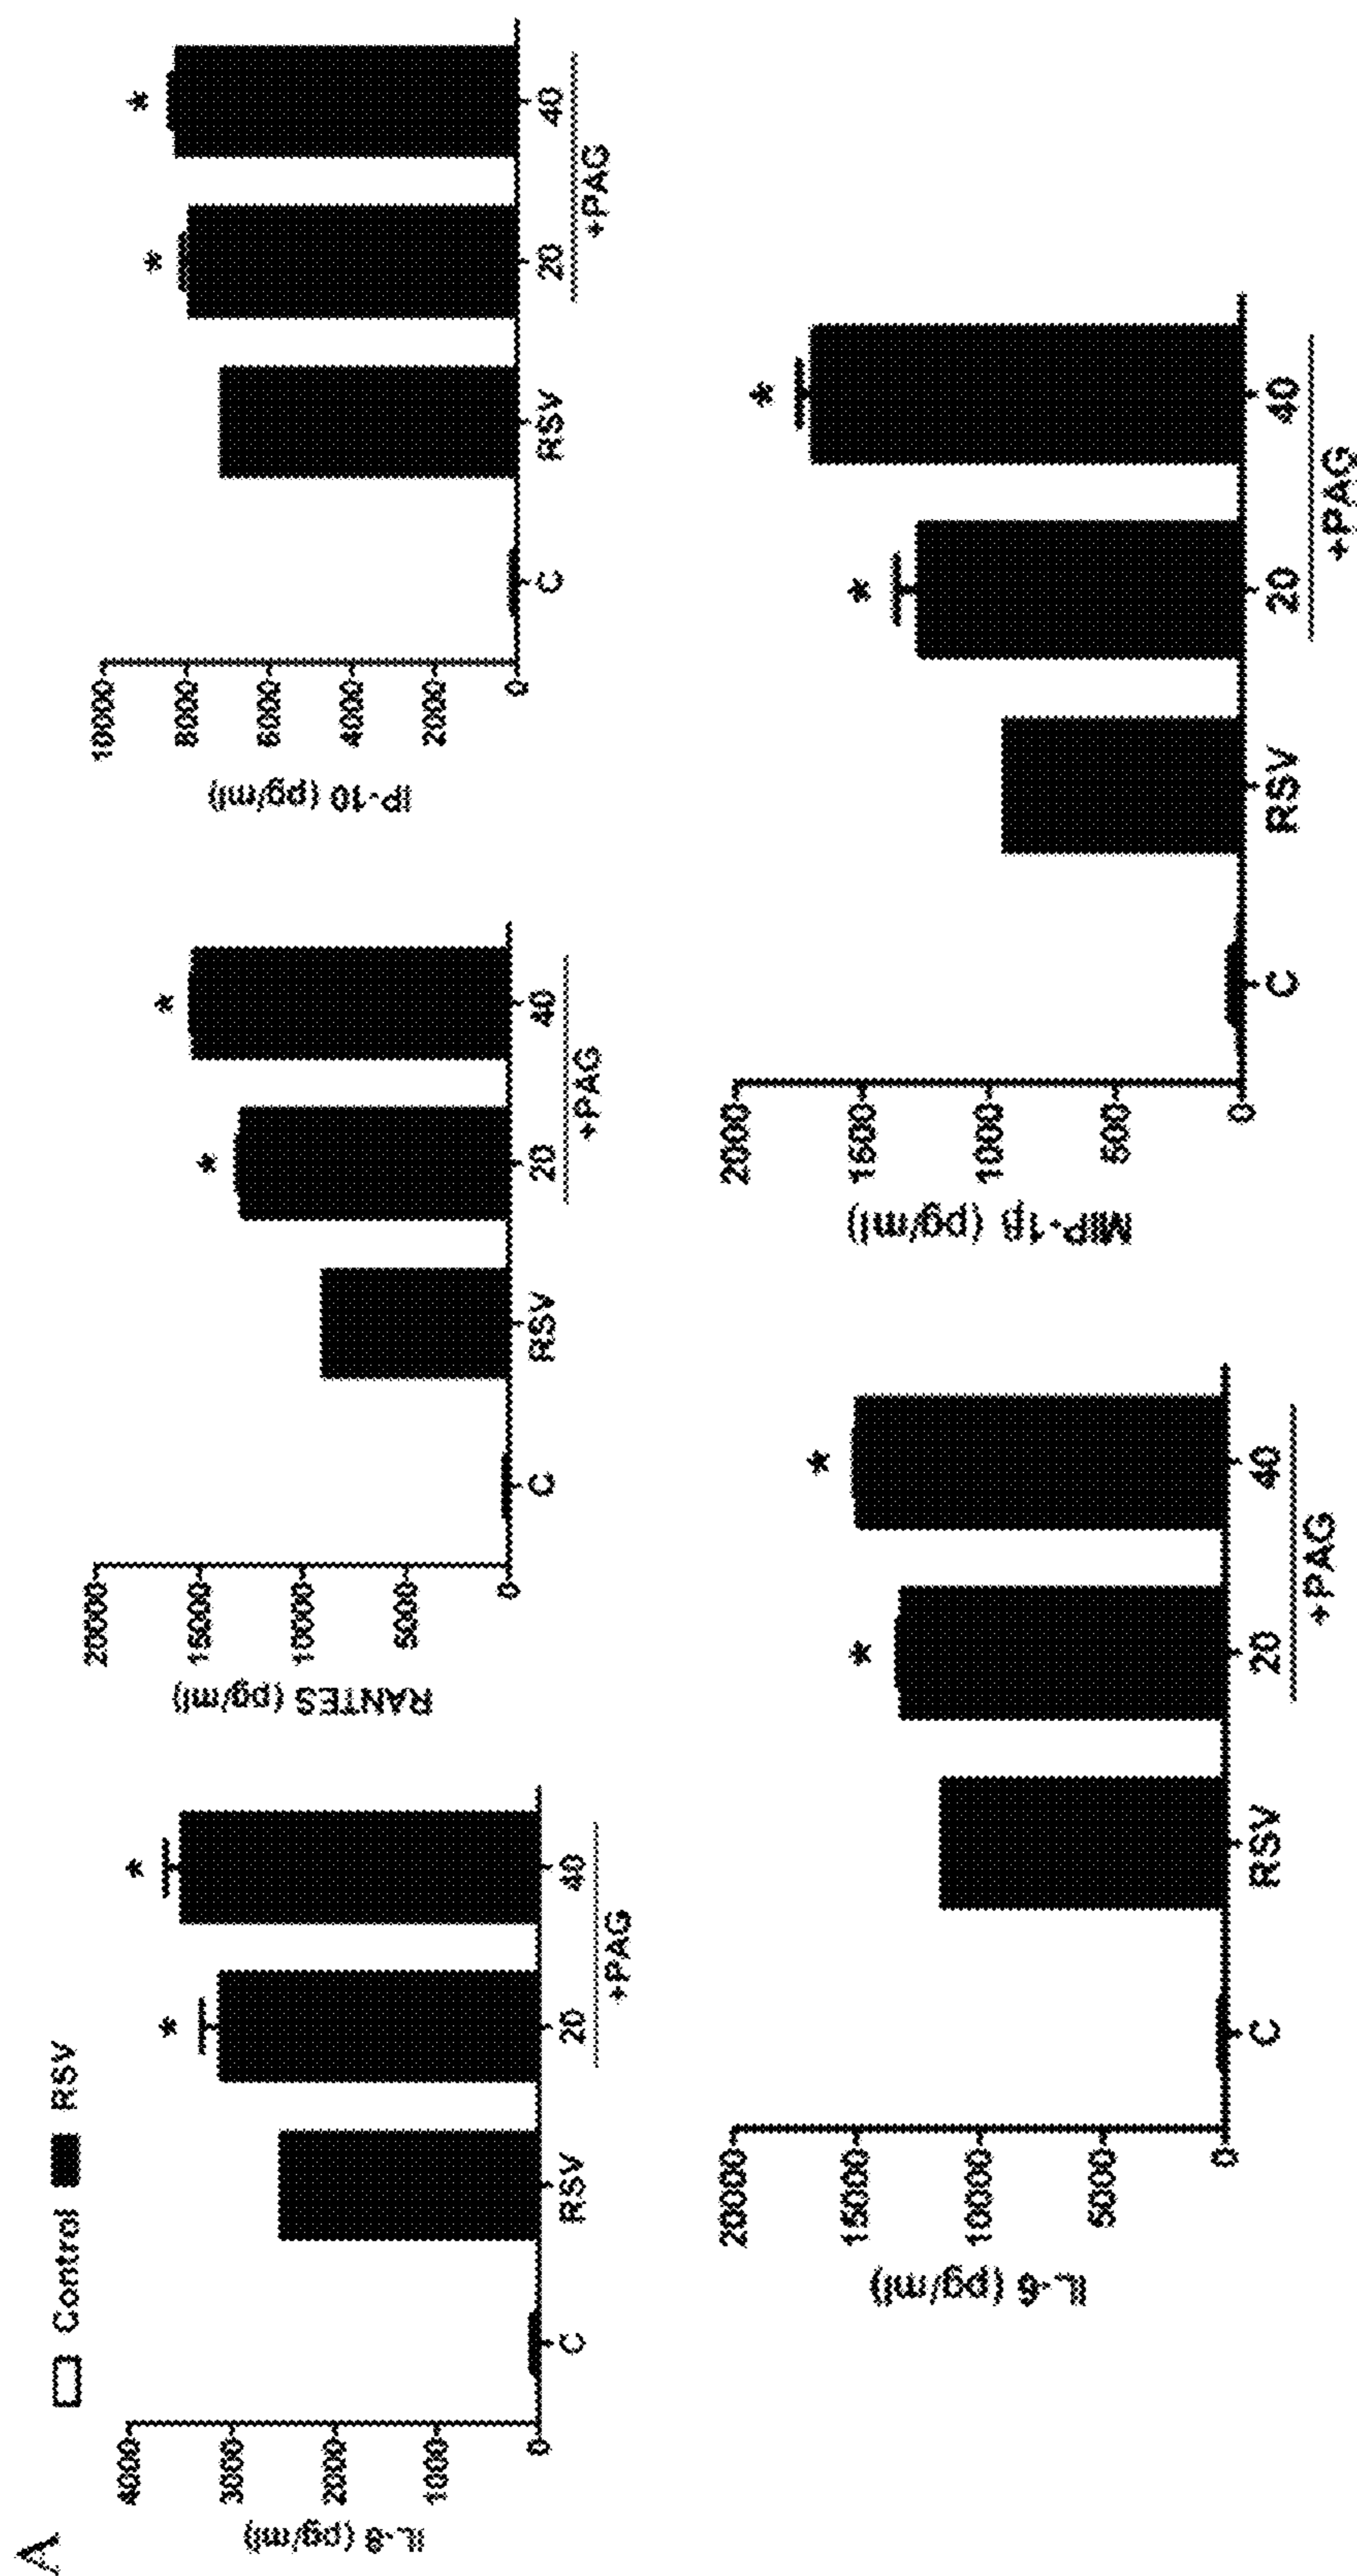 A
Control RSV
IL-8 (pg/ml)
4000
3000
2000
1000
0
C RSV 20 40
+PAG
* *
RANTES (pg/ml)
20000
15000
10000
5000
0
C RSV 20 40
+PAG
* *
IP-10 (pg/ml)
10000
8000
6000
4000
2000
0
C RSV 20 40
+PAG
* *
IL-6 (pg/ml)
20000
15000
10000
5000
0
C RSV 20 40
+PAG
* *
MIP-1β (pg/ml)
2000
1500
1000
500
0
C RSV 20 40
+PAG
* *